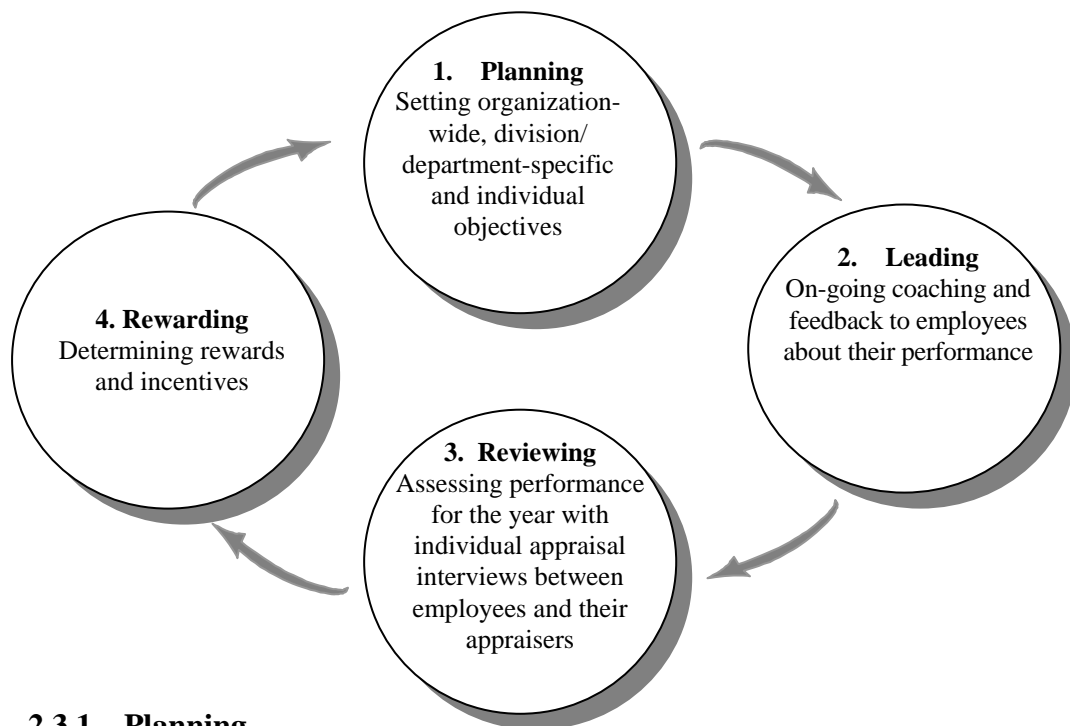 1. Planning
Setting organization-
wide, division/
department-specific
and individual
objectives
2. Leading
On-going coaching and
feedback to employees
about their performance
3. Reviewing
Assessing performance
for the year with
individual appraisal
interviews between
employees and their
appraisers
4. Rewarding
Determining rewards
and incentives
2.3.1 Planning